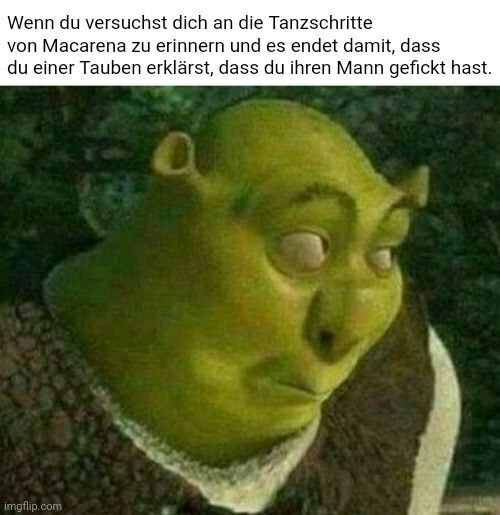 Wenn du versuchst dich an die Tanzschritte
von Macarena zu erinnern und es endet damit, dass
du einer Tauben erklärst, dass du ihren Mann gefickt hast.
imgflip.com